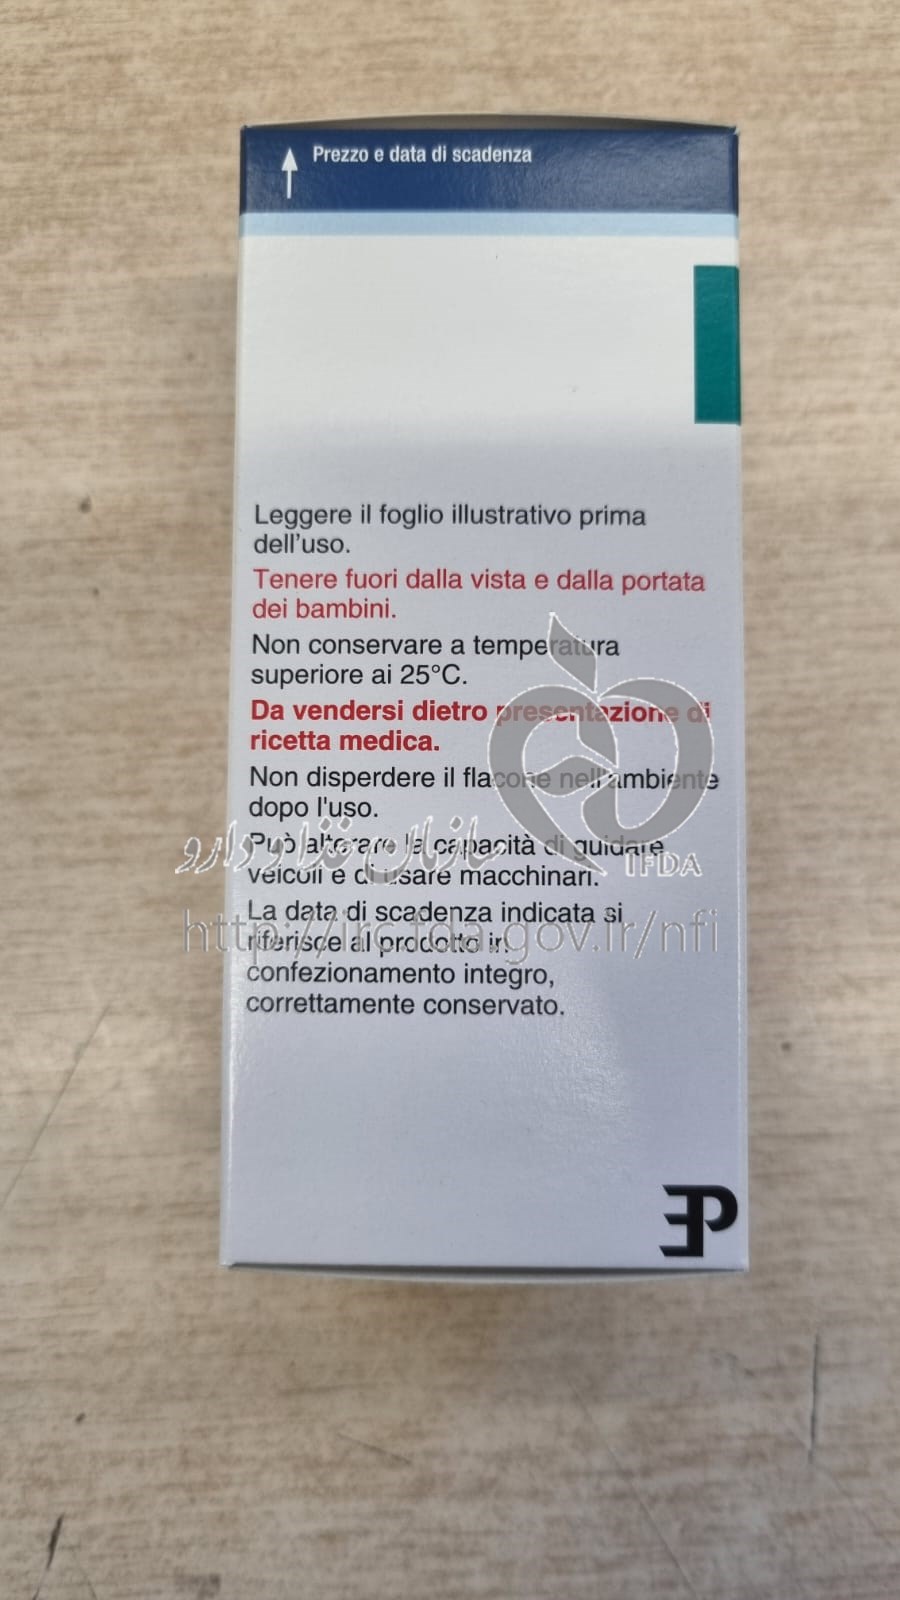 Prezzo e data di scadenza
Leggere il foglio illustrativo prima
dell'uso.
Tenere fuori dalla vista e dalla portata
dei bambini.
Non conservare a temperatura
superiore ai 25°C.
Da vendersi dietro presentazione di
ricetta medica.
Non disperdere il flacone nell'ambiente
dopo l'uso.
Può alterare la capacità di guidare
veicoli e di usare macchinari.
سازمان غذا و دارو
IFDA
La data di scadenza indicata si
http://irc.fda.gov.ir/nfi
riferisce al prodotto in
confezionamento integro,
correttamente conservato.